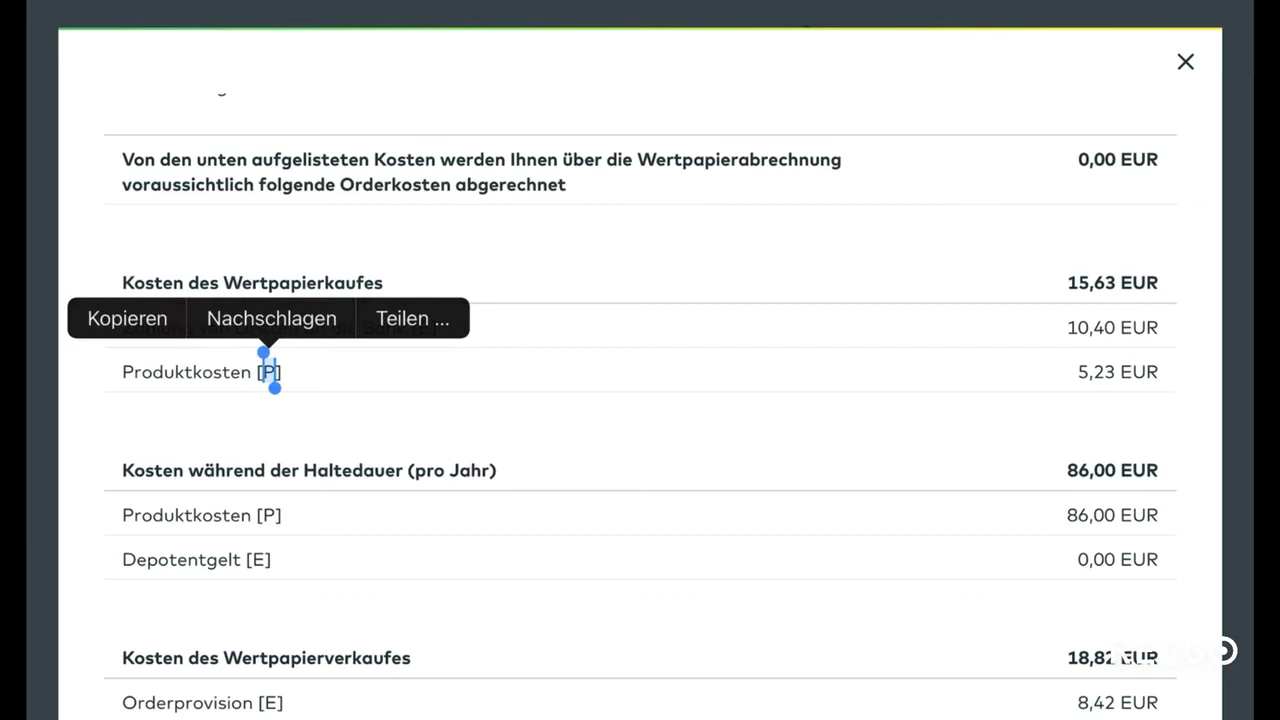 Von den unten aufgelisteten Kosten werden Ihnen über die Wertpapierabrechnung 0,00 EUR
voraussichtlich folgende Orderkosten abgerechnet
Kosten des Wertpapierkaufes 15,63 EUR
Kopieren Nachschlagen Teilen ...
10,40 EUR
Produktkosten [P] 5,23 EUR
Kosten während der Haltedauer (pro Jahr) 86,00 EUR
Produktkosten [P] 86,00 EUR
Depotentgelt [E] 0,00 EUR
Kosten des Wertpapierverkaufes 18,82 EUR
Orderprovision [E] 8,42 EUR